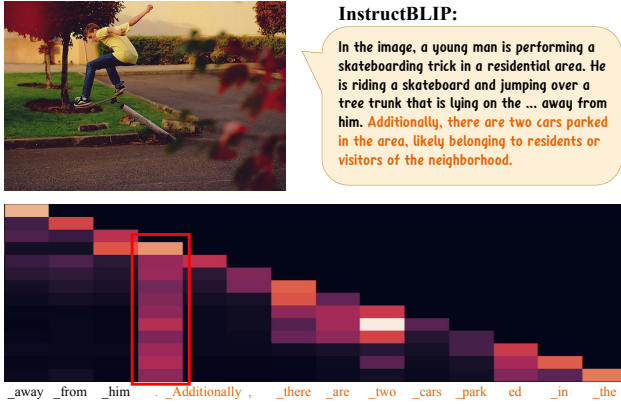 InstructBLIP:
In the image, a young man is performing a
skateboarding trick in a residential area. He
is riding a skateboard and jumping over a
tree trunk that is lying on the ... away from
him. Additionally, there are two cars parked
in the area, likely belonging to residents or
visitors of the neighborhood.
_away _from _him . _Additionally , _there _are _two _cars _park ed _in _the